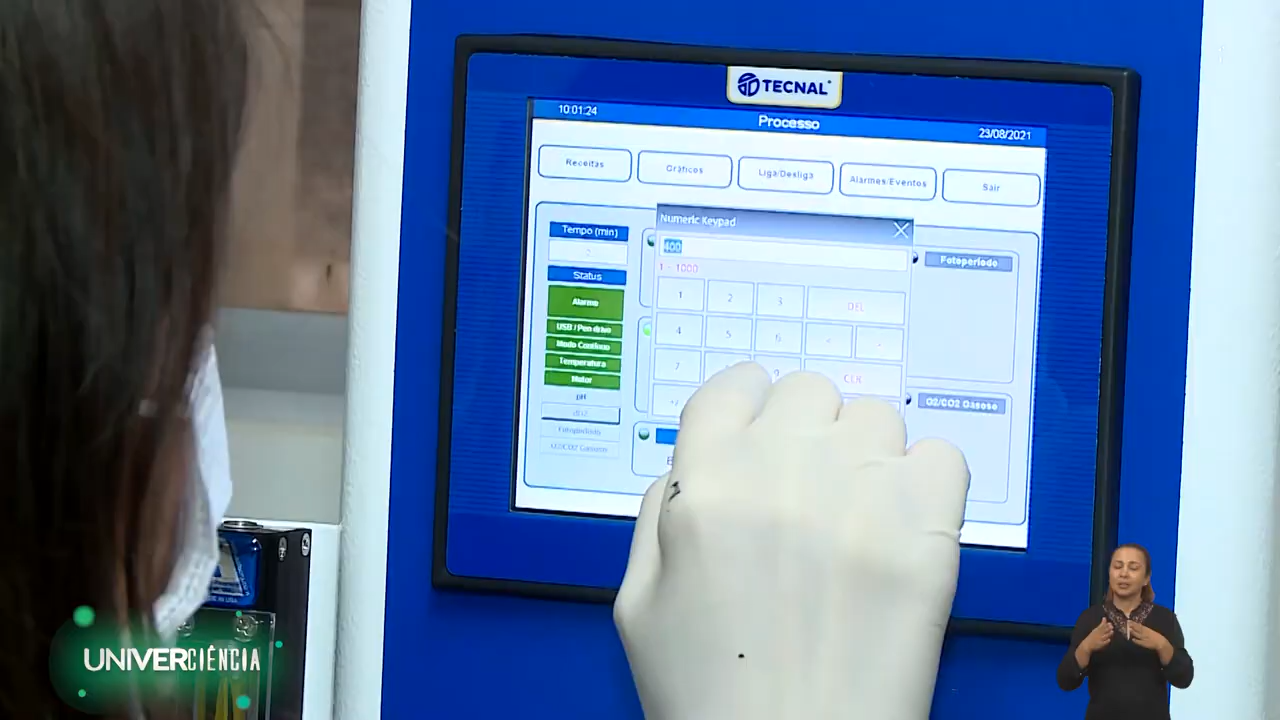 TECNAL
10:01:24
Processo
23/08/2021
Receitas
Gráficos
Liga/Desliga
Alarmes/Eventos
Sair
Tempo (min)
Status
Alarme
USB / Pen drive
Modo Contínuo
Temperatura
Motor
pH
dO2
Fotoperíodo
O2/CO2 Gasoso
Numeric Keypad
400
1 - 1000
1
2
3
DEL
4
5
6
<
>
7
9
CLR
Fotoperíodo
O2/CO2 Gasoso
UNIVERCIÊNCIA